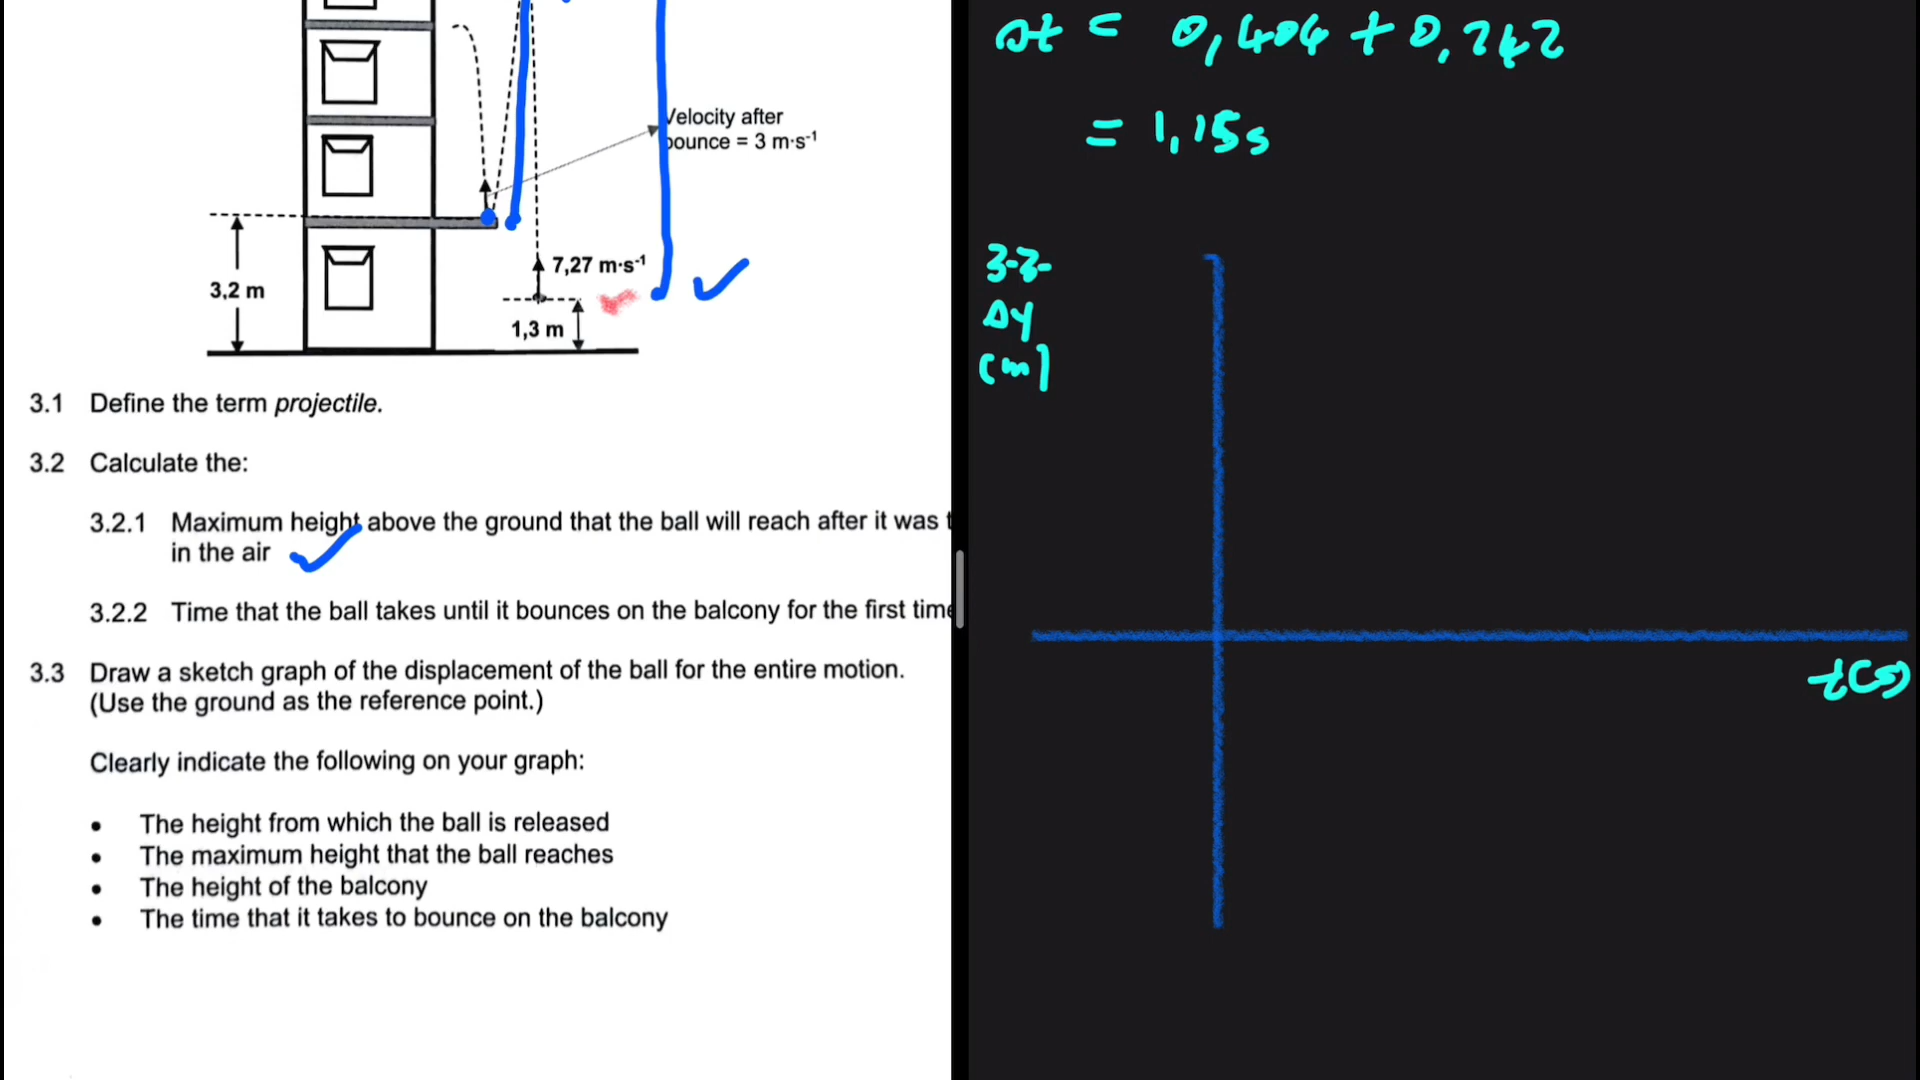 Velocity after
bounce = 3 m·s⁻¹
7,27 m·s⁻¹
3,2 m
1,3 m
3.1 Define the term projectile.
3.2 Calculate the:
3.2.1 Maximum height above the ground that the ball will reach after it was t
in the air
3.2.2 Time that the ball takes until it bounces on the balcony for the first time
3.3 Draw a sketch graph of the displacement of the ball for the entire motion.
(Use the ground as the reference point.)
Clearly indicate the following on your graph:
• The height from which the ball is released
• The maximum height that the ball reaches
• The height of the balcony
• The time that it takes to bounce on the balcony
Δt = 0,404 + 0,742
= 1,15s
3.3.
Δy
(m)
t(s)